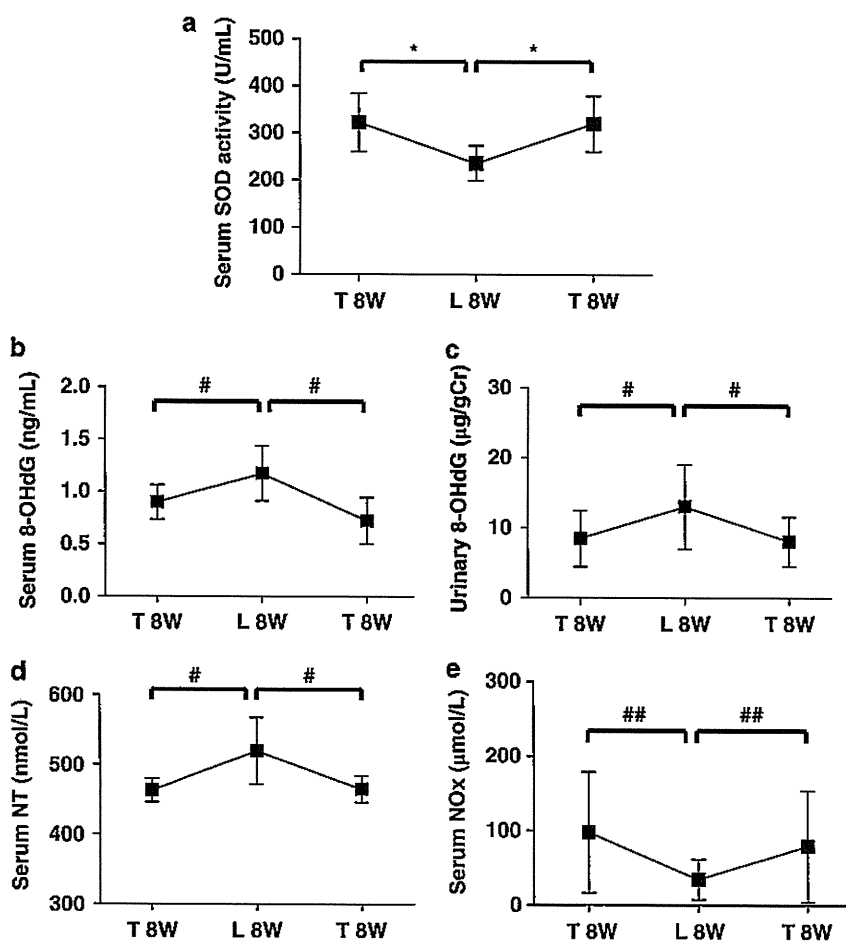 a
Serum SOD activity (U/mL)
500
400
300
200
100
0
* *
T 8W L 8W T 8W
b
Serum 8-OHdG (ng/mL)
2.0
1.5
1.0
0.5
0.0
# #
T 8W L 8W T 8W
c
Urinary 8-OHdG (μg/gCr)
30
20
10
0
# #
T 8W L 8W T 8W
d
Serum NT (nmol/L)
600
500
400
300
# #
T 8W L 8W T 8W
e
Serum NOx (μmol/L)
300
200
100
0
## ##
T 8W L 8W T 8W